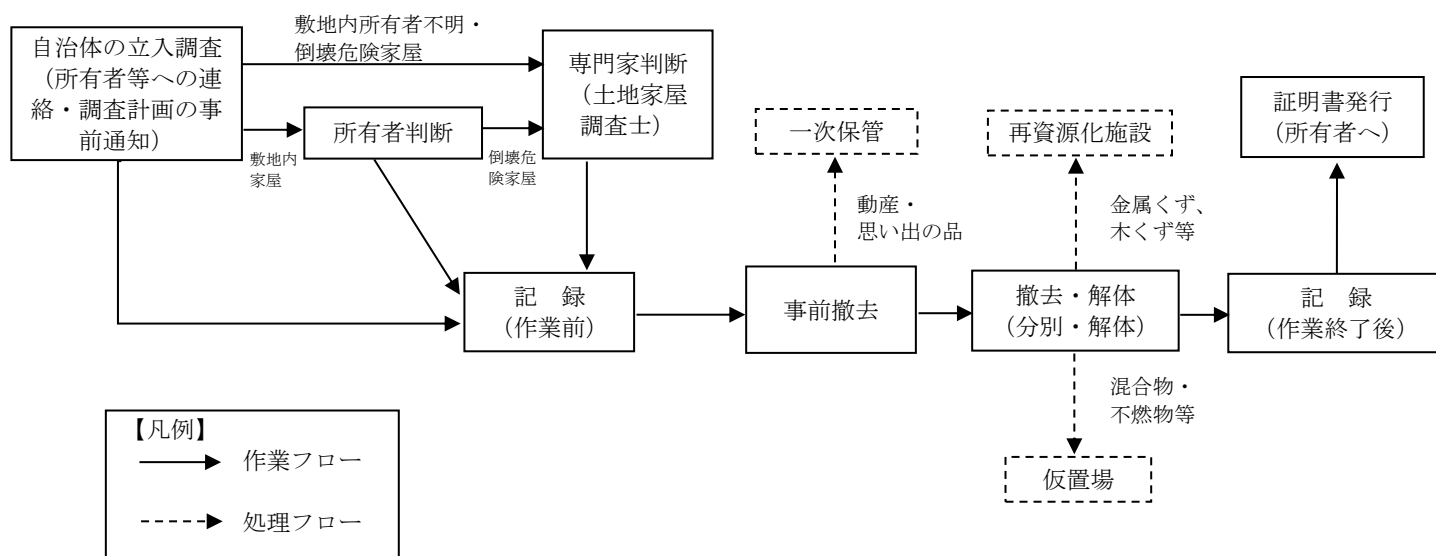 敷地内所有者不明・
倒壊危険家屋
自治体の立入調査
（所有者等への連
絡・調査計画の事
前通知）
敷地内
家屋
所有者判断
倒壊危
険家屋
専門家判断
（土地家屋
調査士）
一次保管
動産・
思い出の品
再資源化施設
金属くず、
木くず等
証明書発行
（所有者へ）
記　録
（作業前）
事前撤去
撤去・解体
（分別・解体）
記　録
（作業終了後）
混合物・
不燃物等
仮置場
【凡例】
作業フロー
処理フロー